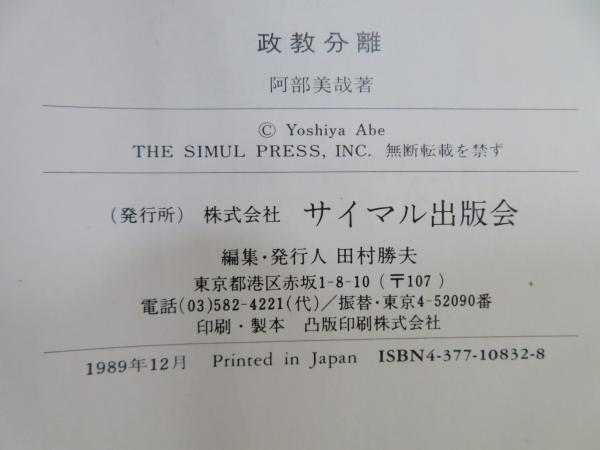 政教分離
阿部美哉著
© Yoshiya Abe
THE SIMUL PRESS, INC. 無断転載を禁ず
(発行所) 株式会社 サイマル出版会
編集・発行人 田村勝夫
東京都港区赤坂1-8-10(〒107)
電話(03)582-4221(代)/振替・東京4-52090番
印刷・製本 凸版印刷株式会社
1989年12月 Printed in Japan ISBN4-377-10832-8